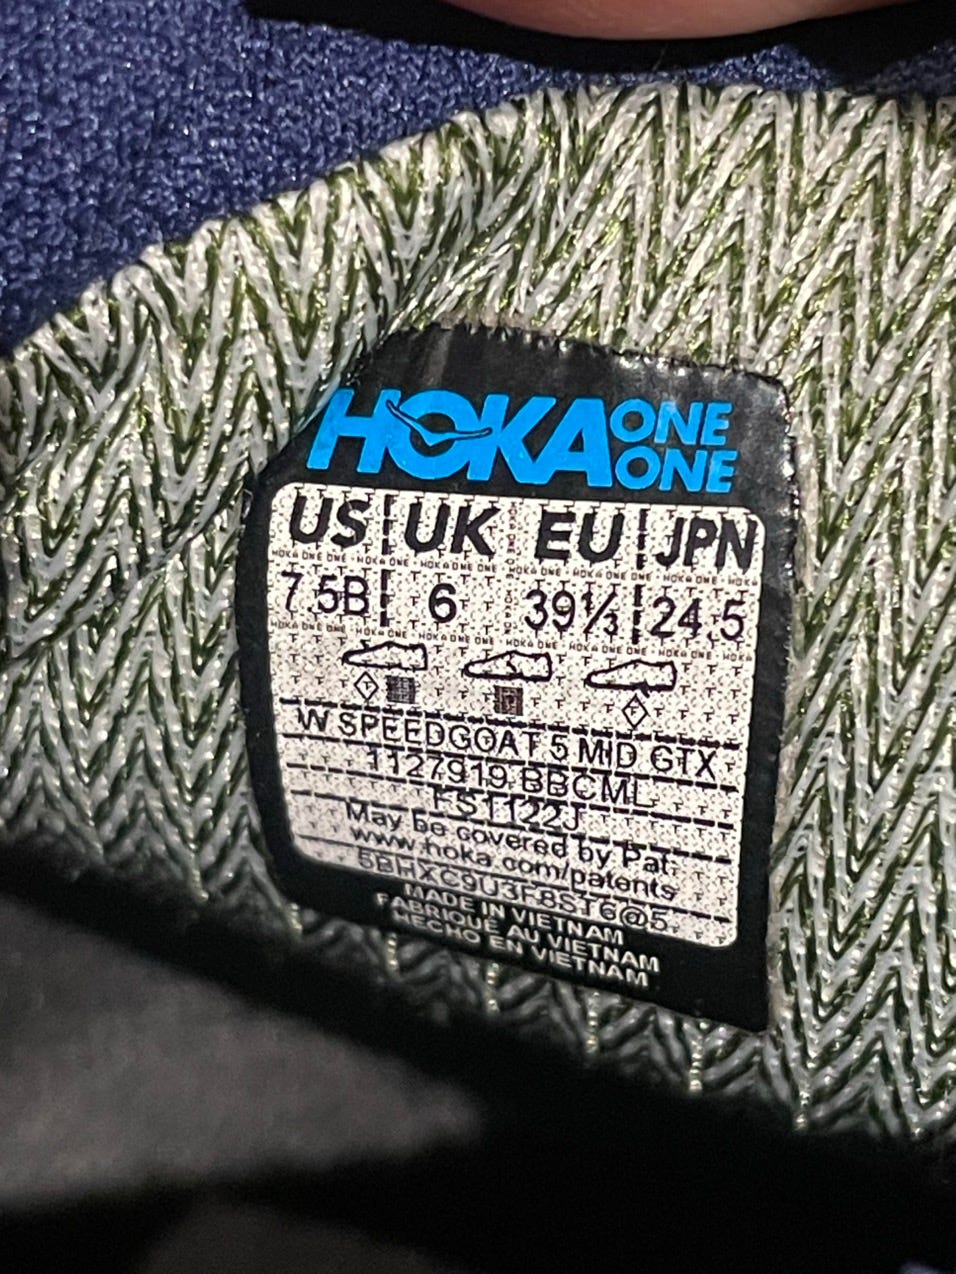 HOKA ONE ONE
US UK EU JPN
7.5B 6 39⅓ 24.5
W SPEEDGOAT 5 MID GTX
1127919 BBCML
FS1122J
May be covered by Pat.
www.hoka.com/patents
5BHXC9U3F8ST6@5
MADE IN VIETNAM
FABRIQUÉ AU VIETNAM
HECHO EN VIETNAM